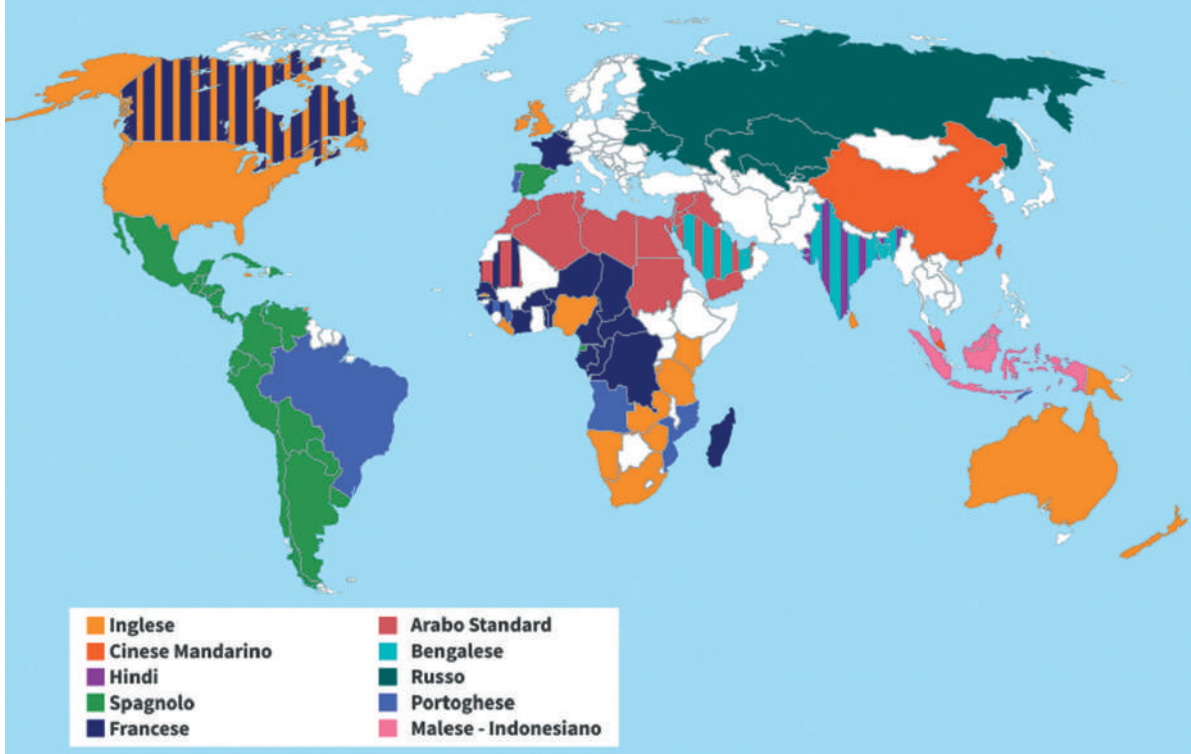 Inglese
Cinese Mandarino
Hindi
Spagnolo
Francese
Arabo Standard
Bengalese
Russo
Portoghese
Malese - Indonesiano